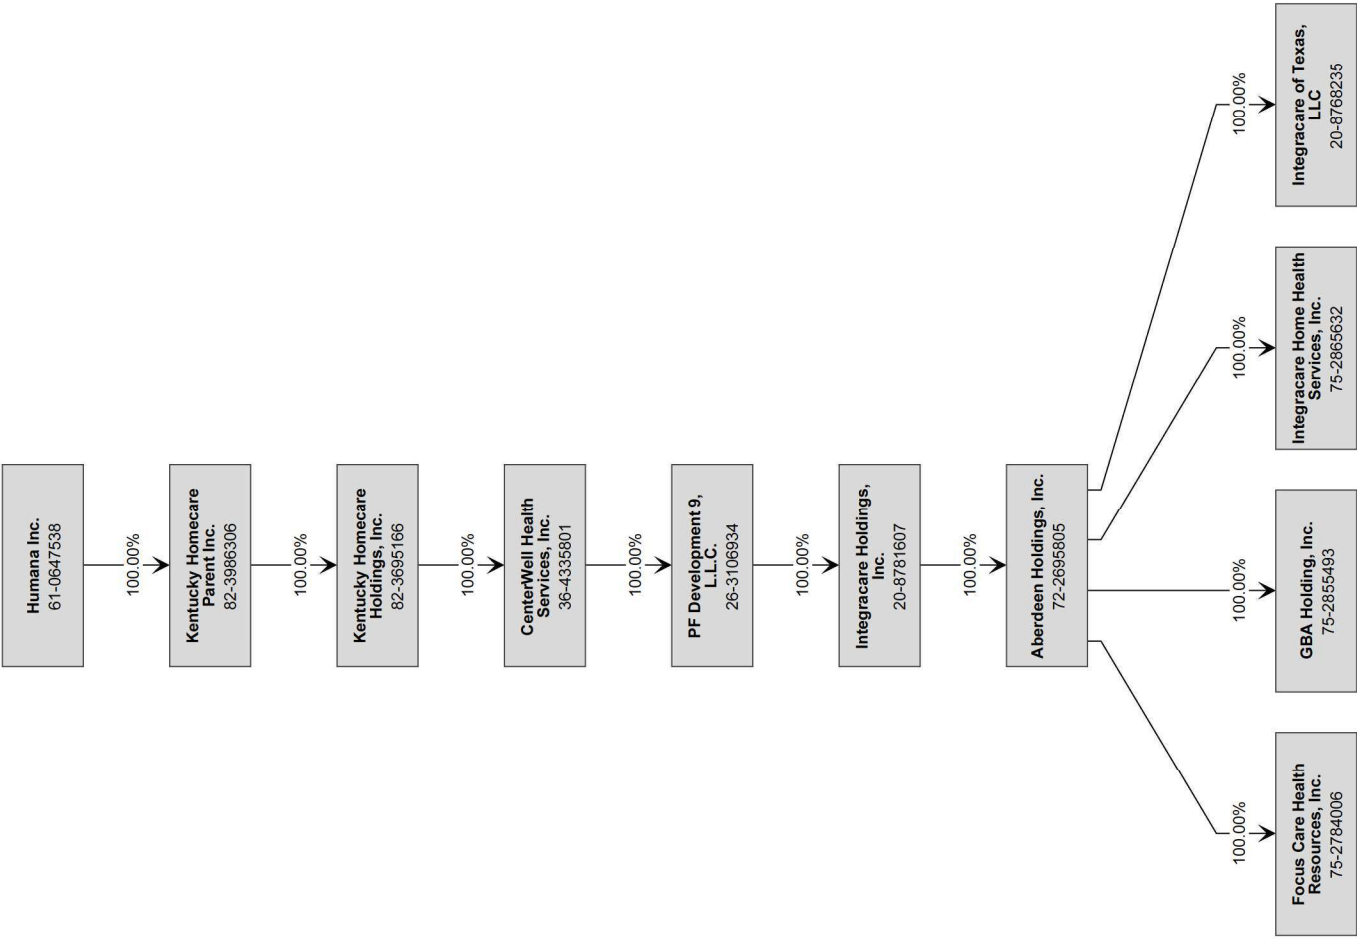 Humana Inc.
61-0647538
100.00%
Kentucky Homecare
Parent Inc.
82-3986306
100.00%
Kentucky Homecare
Holdings, Inc.
82-3695166
100.00%
CenterWell Health
Services, Inc.
36-4335801
100.00%
PF Development 9,
L.L.C.
26-3106934
100.00%
Integracare Holdings,
Inc.
20-8781607
100.00%
Aberdeen Holdings, Inc.
72-2695805
100.00%
Focus Care Health
Resources, Inc.
75-2784006
100.00%
GBA Holding, Inc.
75-2855493
100.00%
Integracare Home Health
Services, Inc.
75-2865632
100.00%
Integracare of Texas,
LLC
20-8768235